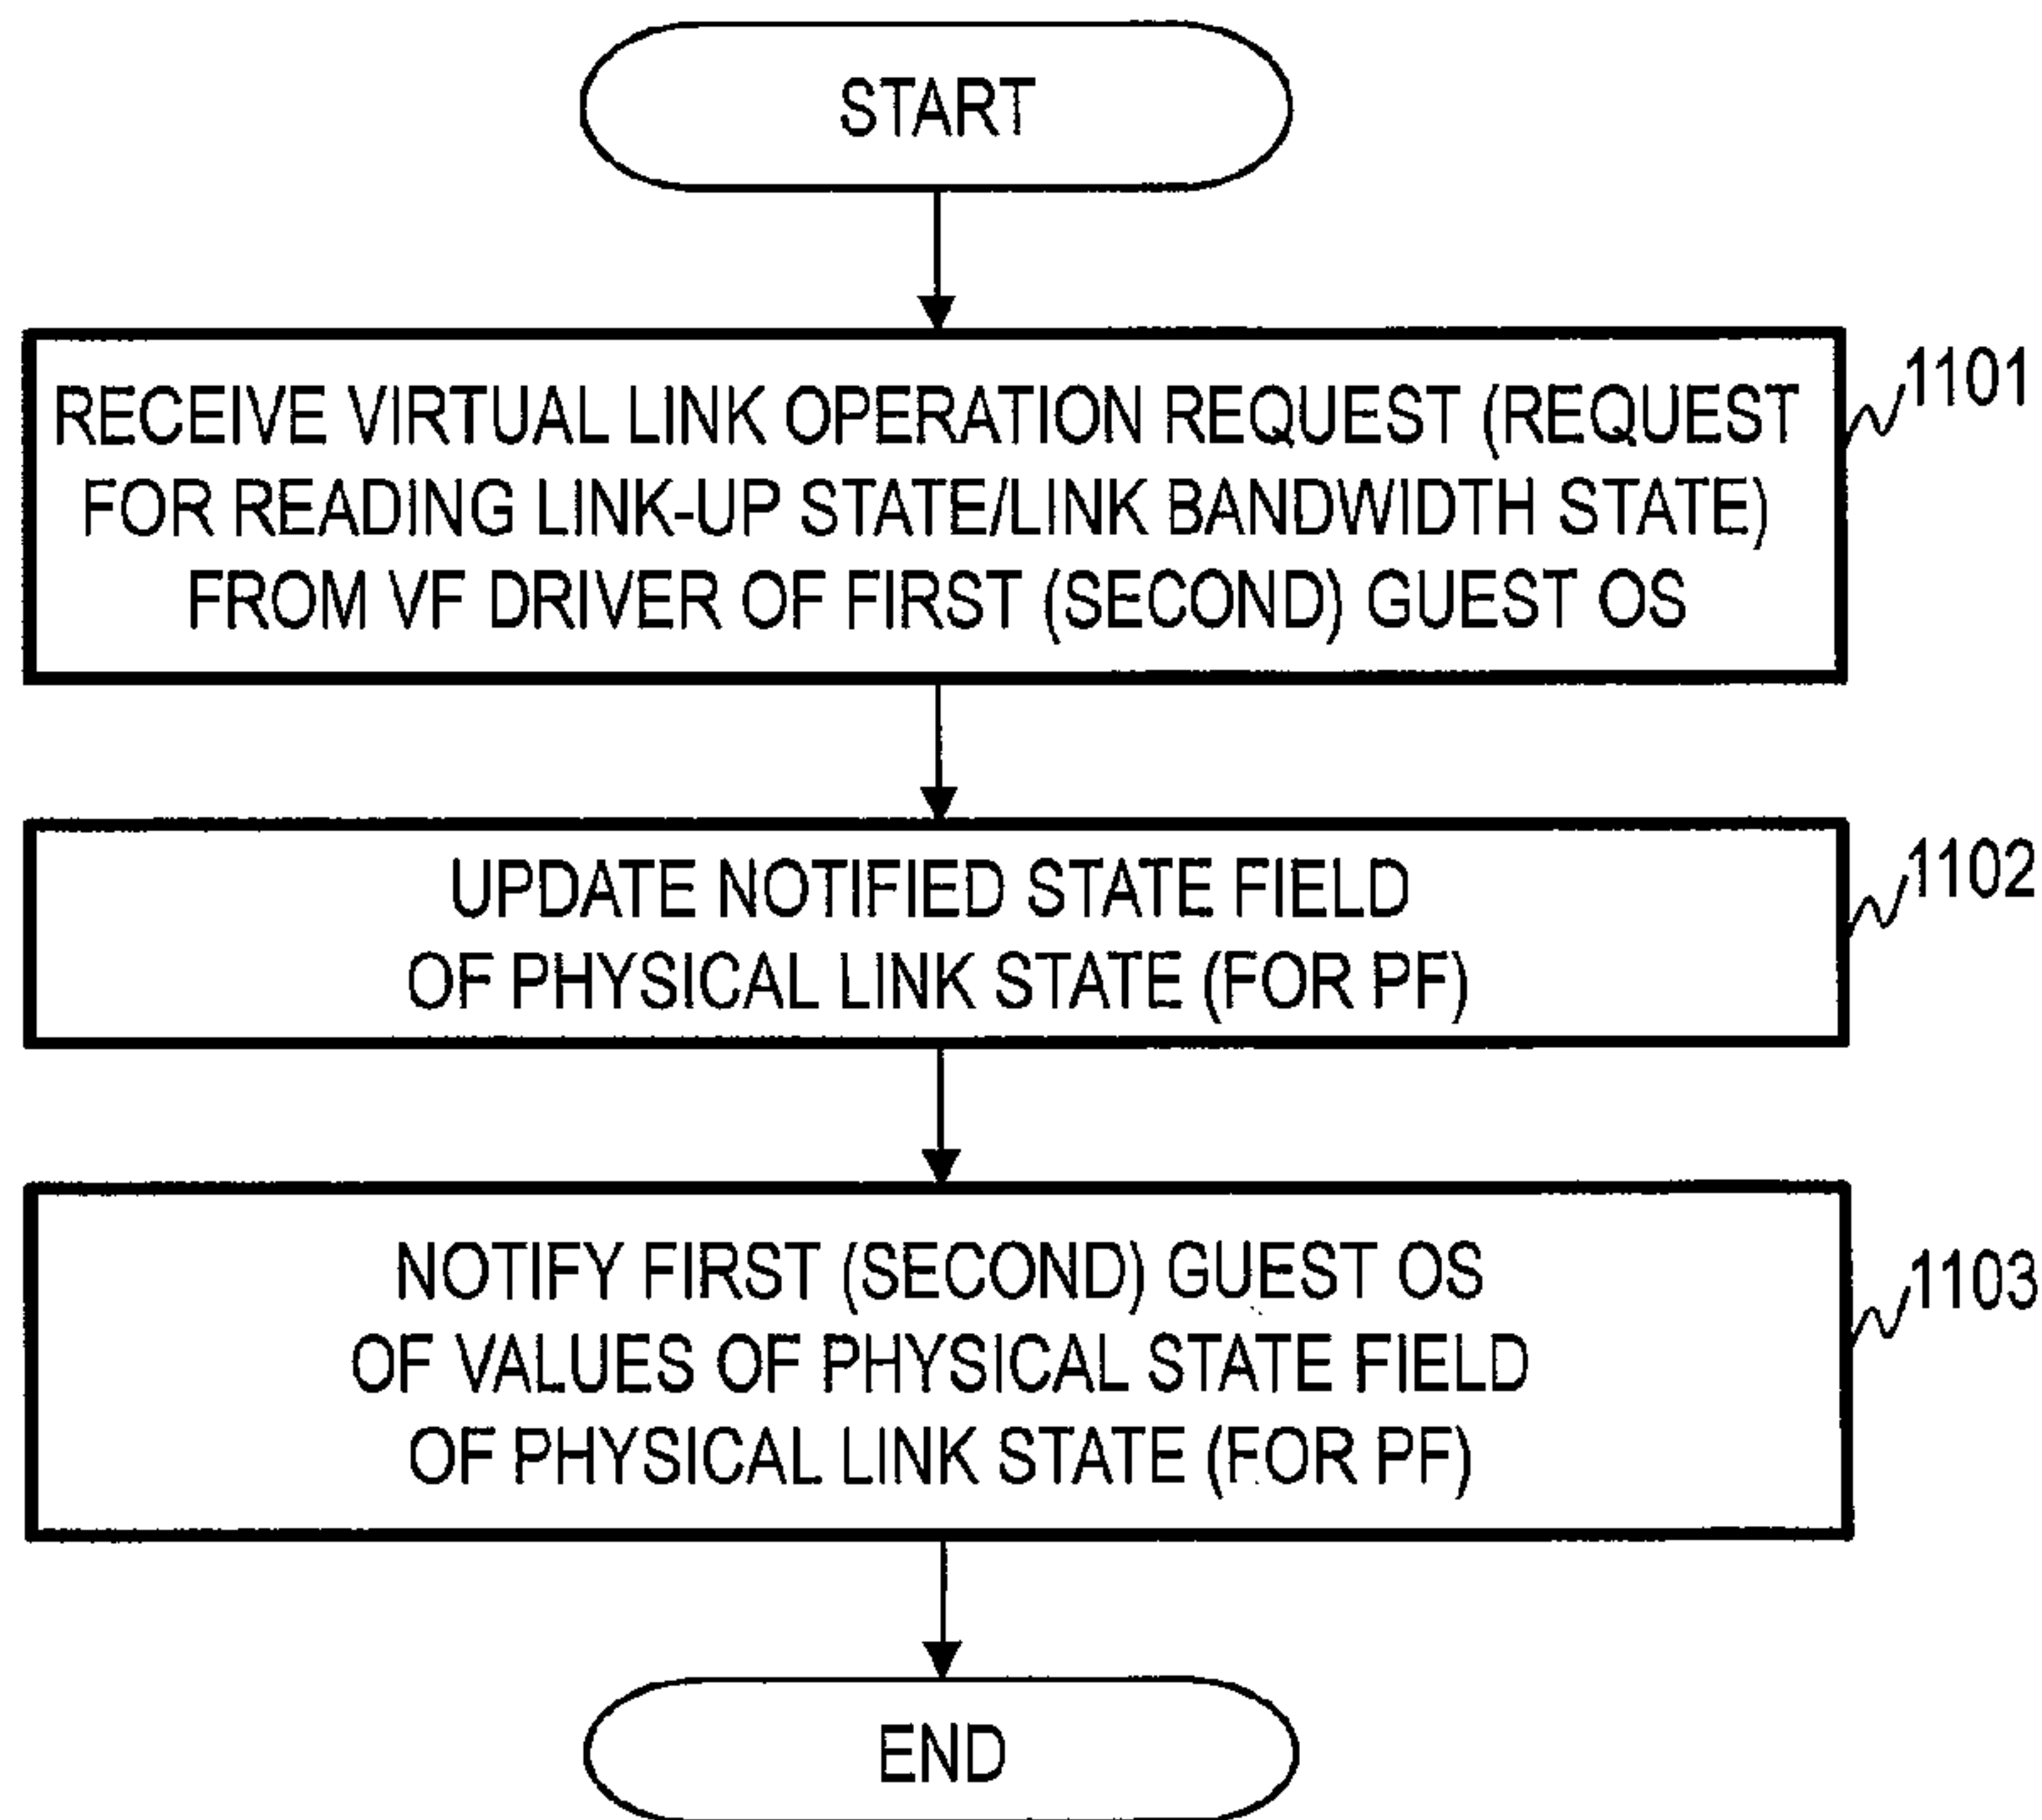 START
RECEIVE VIRTUAL LINK OPERATION REQUEST (REQUEST
FOR READING LINK-UP STATE/LINK BANDWIDTH STATE)
FROM VF DRIVER OF FIRST (SECOND) GUEST OS
1101
UPDATE NOTIFIED STATE FIELD
OF PHYSICAL LINK STATE (FOR PF)
1102
NOTIFY FIRST (SECOND) GUEST OS
OF VALUES OF PHYSICAL STATE FIELD
OF PHYSICAL LINK STATE (FOR PF)
1103
END